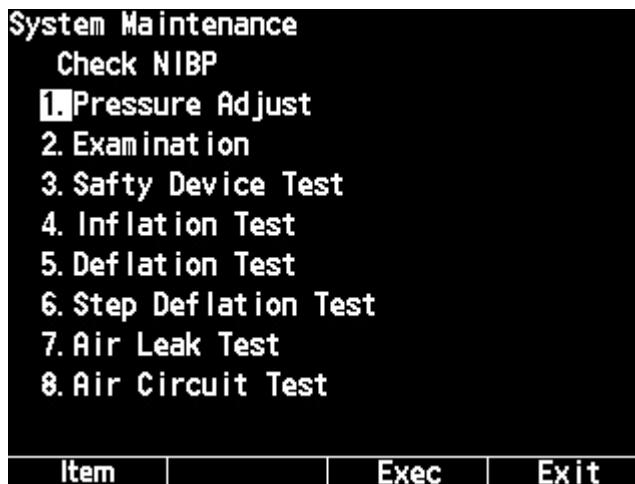 System Maintenance
Check NIBP
1. Pressure Adjust
2. Examination
3. Safty Device Test
4. Inflation Test
5. Deflation Test
6. Step Deflation Test
7. Air Leak Test
8. Air Circuit Test
Item Exec Exit